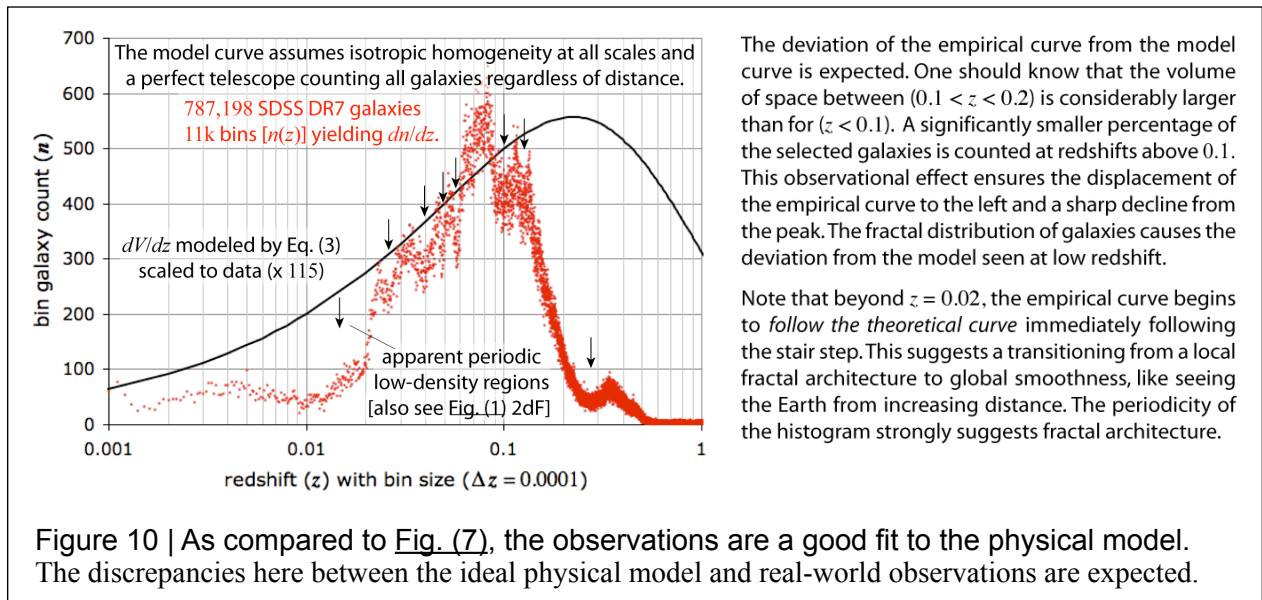 The model curve assumes isotropic homogeneity at all scales and
a perfect telescope counting all galaxies regardless of distance.
787,198 SDSS DR7 galaxies
11k bins [n(z)] yielding dn/dz.
dV/dz modeled by Eq. (3)
scaled to data (x 115)
apparent periodic
low-density regions
[also see Fig. (1) 2dF]
bin galaxy count (n)
700
600
500
400
300
200
100
0
0.001
0.01
0.1
1
redshift (z) with bin size (Δz = 0.0001)
The deviation of the empirical curve from the model
curve is expected. One should know that the volume
of space between (0.1 < z < 0.2) is considerably larger
than for (z < 0.1). A significantly smaller percentage of
the selected galaxies is counted at redshifts above 0.1.
This observational effect ensures the displacement of
the empirical curve to the left and a sharp decline from
the peak. The fractal distribution of galaxies causes the
deviation from the model seen at low redshift.
Note that beyond z = 0.02, the empirical curve begins
to follow the theoretical curve immediately following
the stair step. This suggests a transitioning from a local
fractal architecture to global smoothness, like seeing
the Earth from increasing distance. The periodicity of
the histogram strongly suggests fractal architecture.
Figure 10 | As compared to Fig. (7), the observations are a good fit to the physical model.
The discrepancies here between the ideal physical model and real-world observations are expected.